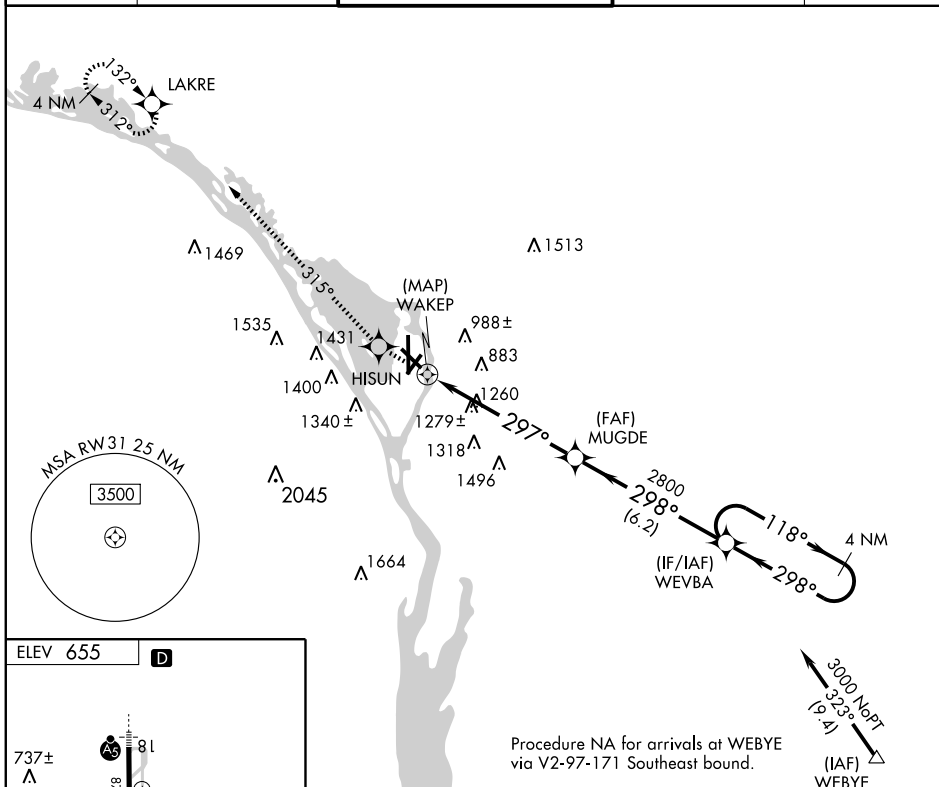 132°
LAKRE
4 NM
312°
1469
315°
1513
(MAP)
WAKEP
1535
1431
988±
883
HISUN
1400
1260
1340±
1279±
297°
(FAF)
MUGDE
1318
1496
MSA RW31 25 NM
3500
2045
2800
298°
(6.2)
118°
4 NM
(IF/IAF)
WEVBA
298°
1664
ELEV 655
D
3000 NoPT
323°
(9.4)
A5
18
737±
Procedure NA for arrivals at WEBYE
via V2-97-171 Southeast bound.
(IAF)
WEBYE